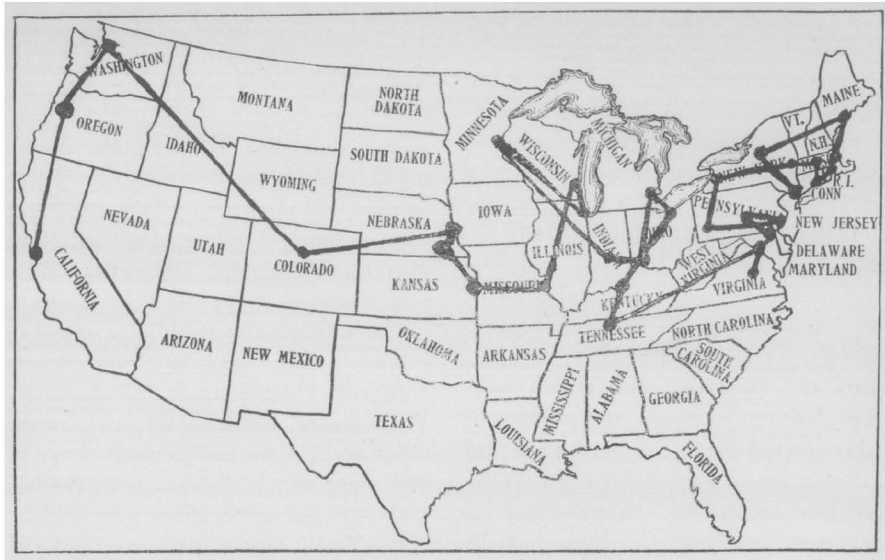 WASHINGTON
MONTANA
NORTH
DAKOTA
MINNESOTA
OREGON
IDAHO
SOUTH DAKOTA
WISCONSIN
MICHIGAN
VT.
MAINE
N.H.
WYOMING
R.I.
CONN
NEVADA
UTAH
NEBRASKA
IOWA
PENNSYLVANIA
NEW JERSEY
CALIFORNIA
COLORADO
KANSAS
MISSOURI
ILLINOIS
INDIANA
OHIO
WEST
VIRGINIA
DELAWARE
MARYLAND
VIRGINIA
KENTUCKY
ARIZONA
NEW MEXICO
OKLAHOMA
ARKANSAS
TENNESSEE
NORTH CAROLINA
SOUTH
CAROLINA
TEXAS
LOUISIANA
MISSISSIPPI
ALABAMA
GEORGIA
FLORIDA